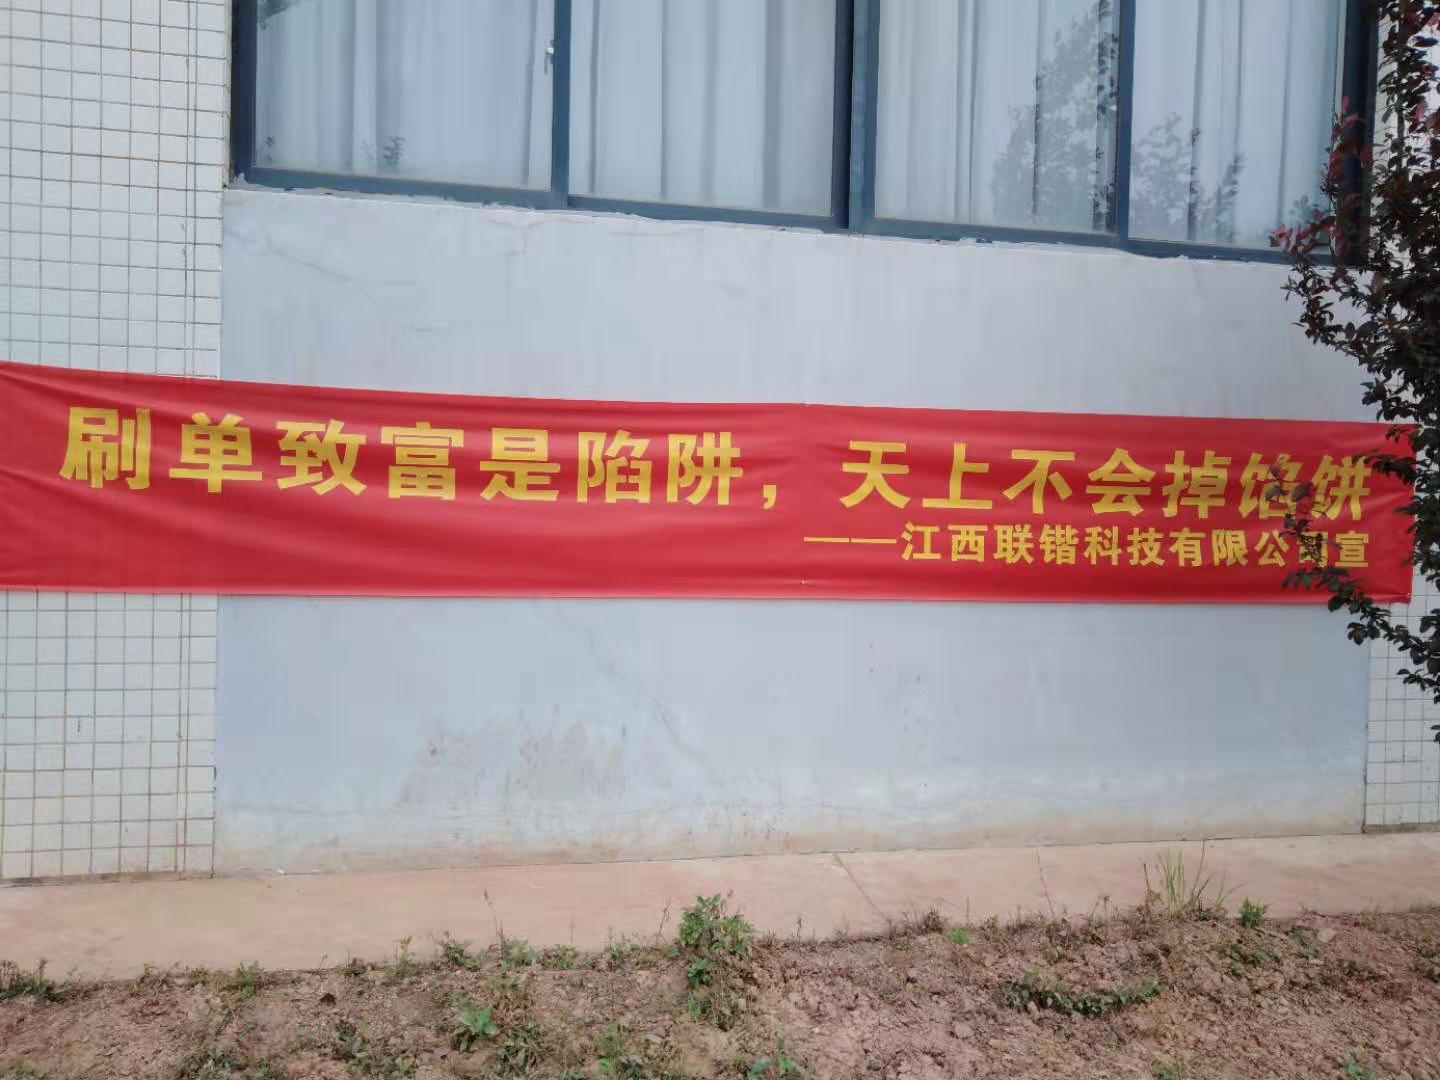 刷单致富是陷阱，天上不会掉馅饼
——江西联锴科技有限公司宣